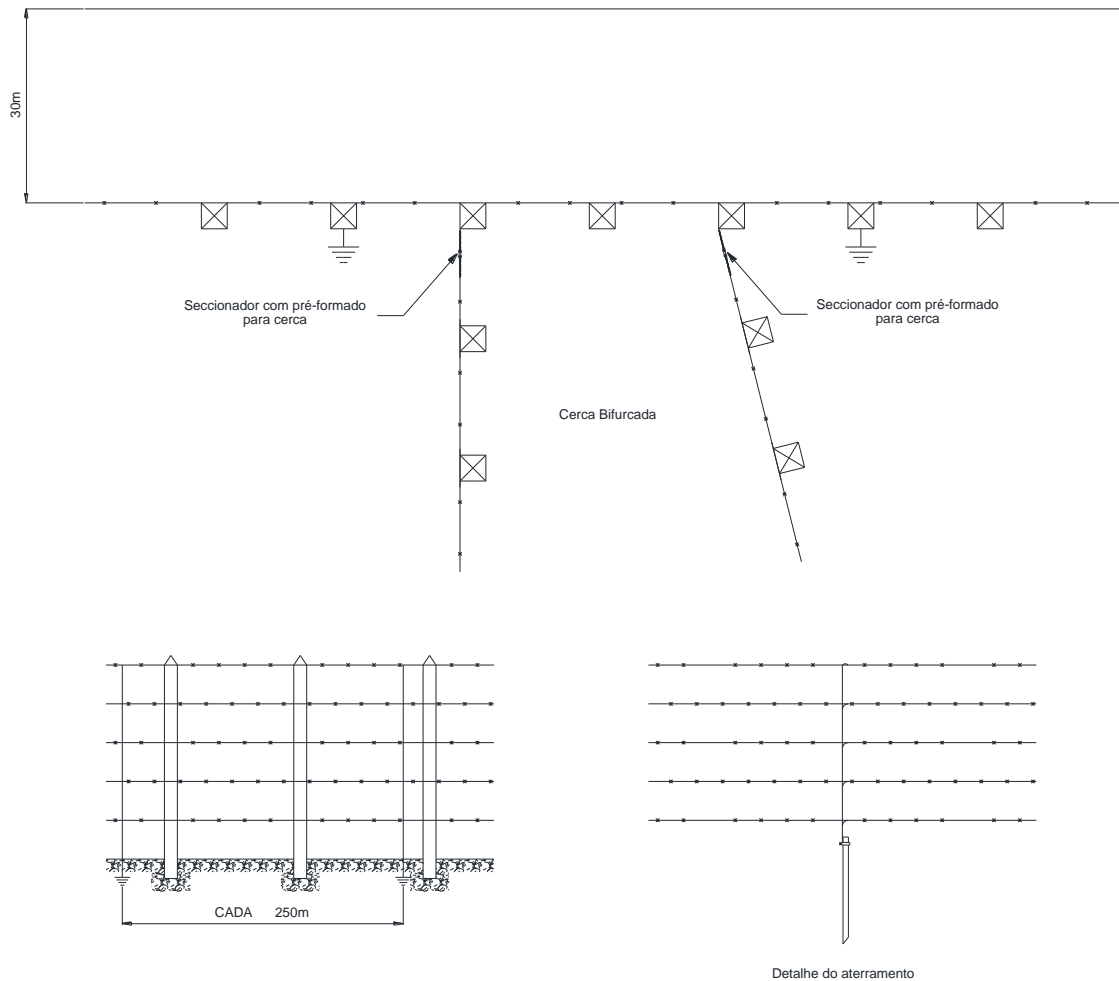 30m
Seccionador com pré-formado
para cerca
Seccionador com pré-formado
para cerca
Cerca Bifurcada
CADA 250m
Detalhe do aterramento